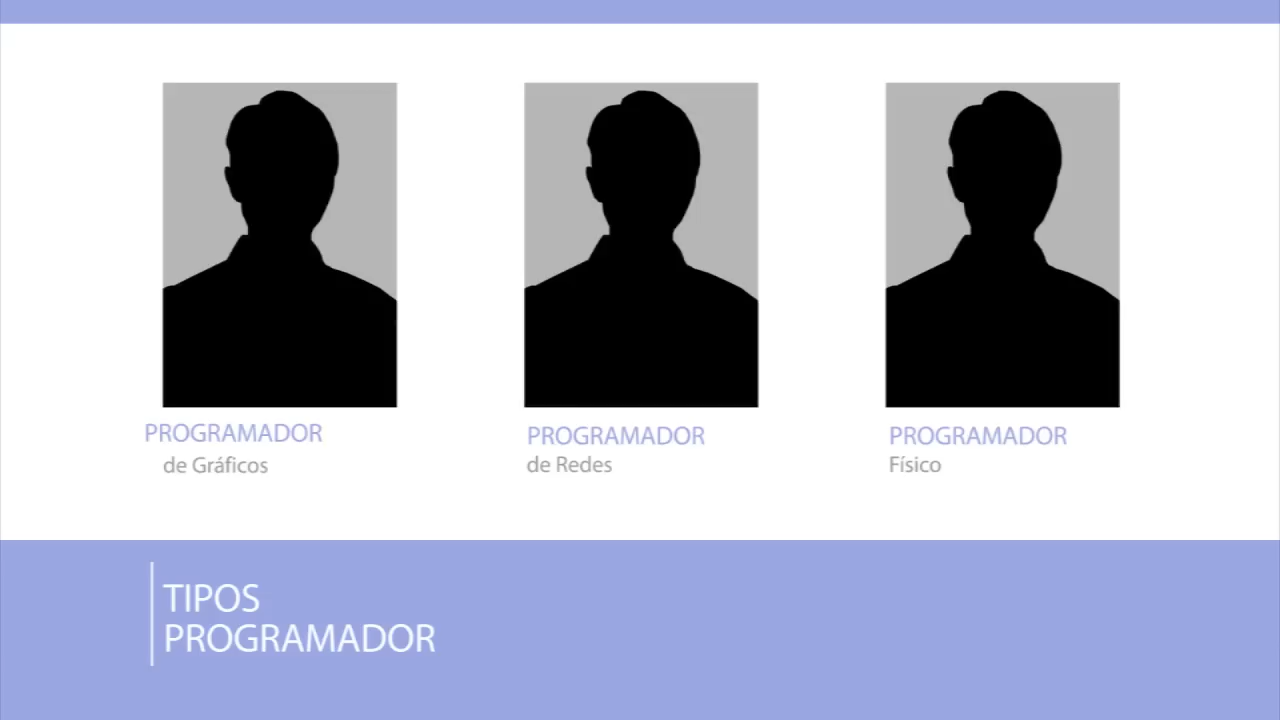 PROGRAMADOR
de Gráficos
PROGRAMADOR
de Redes
PROGRAMADOR
Físico
TIPOS
PROGRAMADOR